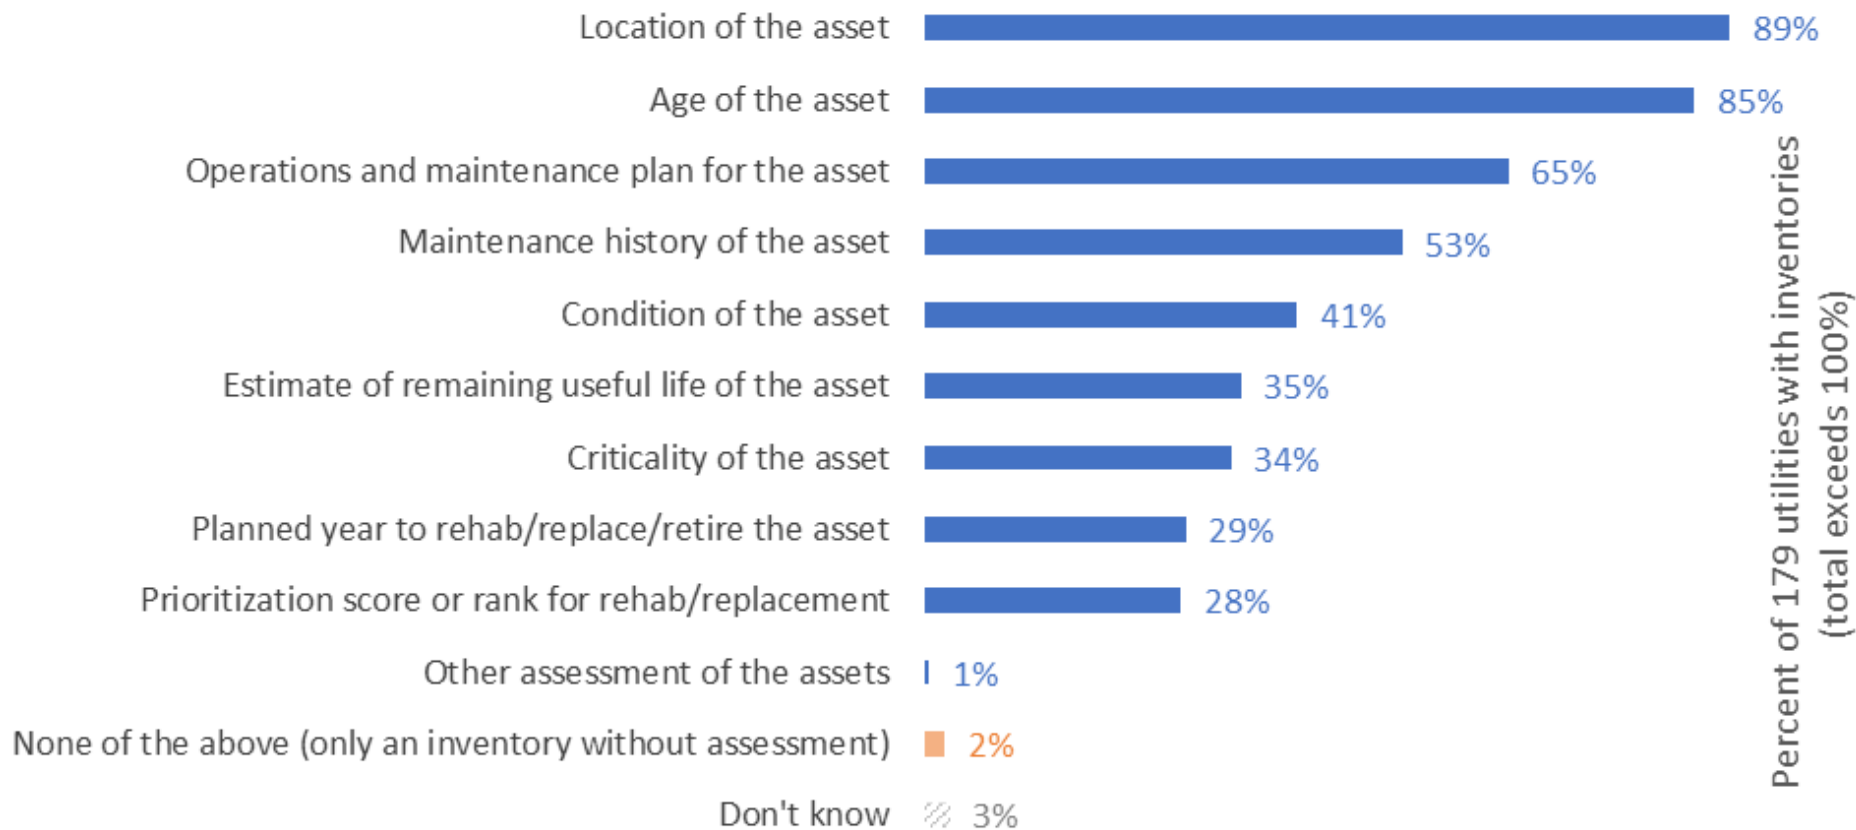 Location of the asset 89%
Age of the asset 85%
Operations and maintenance plan for the asset 65%
Maintenance history of the asset 53%
Condition of the asset 41%
Estimate of remaining useful life of the asset 35%
Criticality of the asset 34%
Planned year to rehab/replace/retire the asset 29%
Prioritization score or rank for rehab/replacement 28%
Other assessment of the assets 1%
None of the above (only an inventory without assessment) 2%
Don't know 3%
Percent of 179 utilities with inventories
(total exceeds 100%)